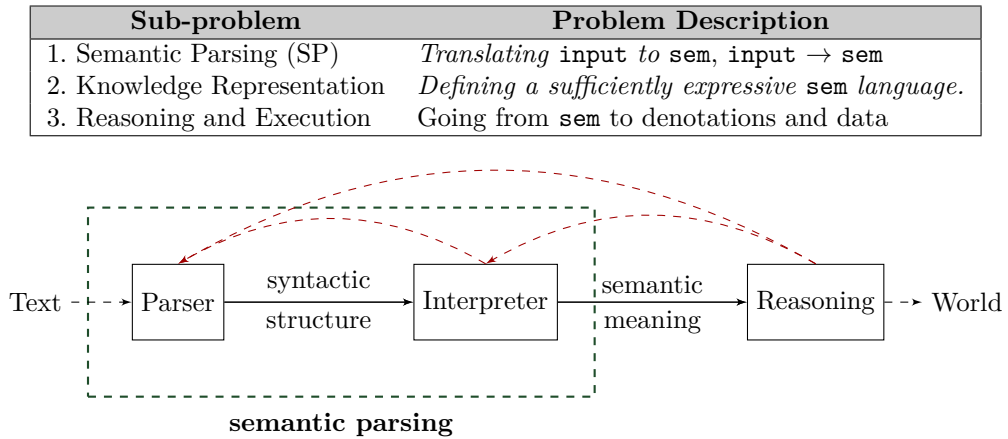 Sub-problem Problem Description
1. Semantic Parsing (SP) Translating input to sem, input → sem
2. Knowledge Representation Defining a sufficiently expressive sem language.
3. Reasoning and Execution Going from sem to denotations and data
Text Parser syntactic structure Interpreter semantic meaning Reasoning World
semantic parsing